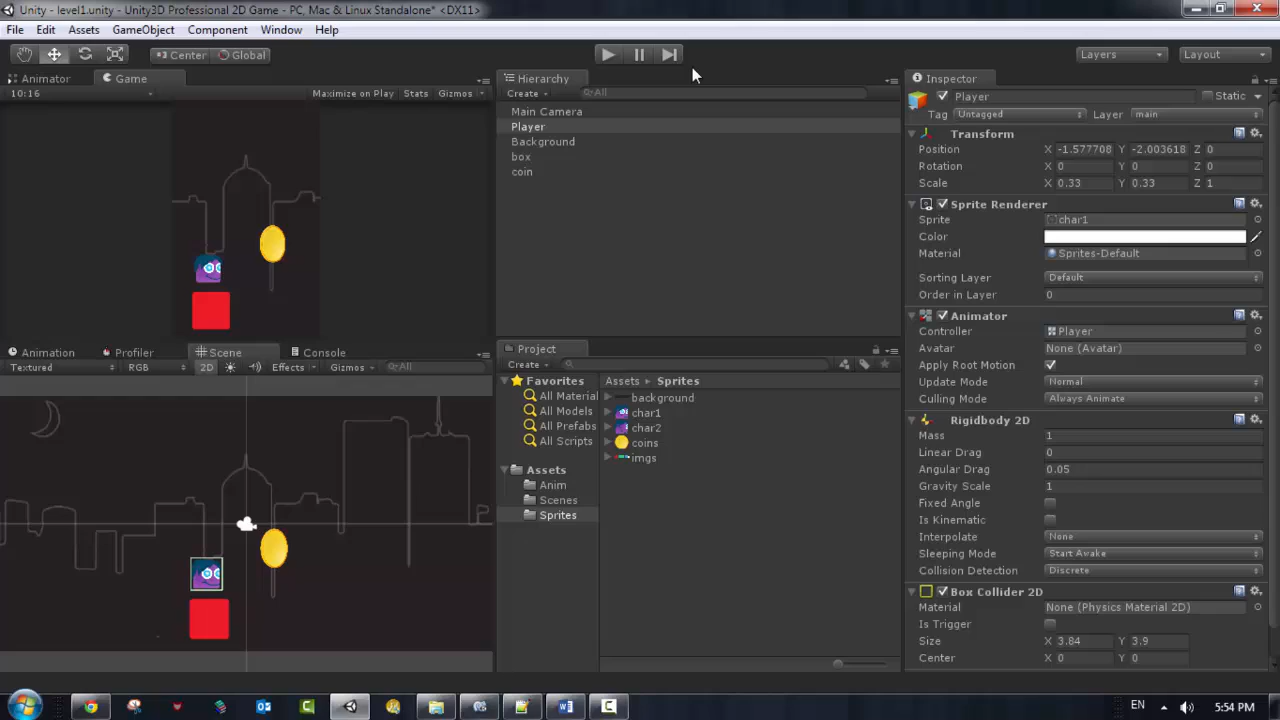 Unity - level1.unity - Unity3D Professional 2D Game - PC, Mac & Linux Standalone* <DX11>
File Edit Assets GameObject Component Window Help
Center Global Layers Layout
Animator Game
10:16 Maximize on Play Stats Gizmos
Hierarchy
Create All
Main Camera
Player
Background
box
coin
Animation Profiler Scene Console
Textured RGB 2D Effects Gizmos All
Project
Create
Favorites
All Material
All Models
All Prefabs
All Scripts
Assets
Anim
Scenes
Sprites
Assets Sprites
background
char1
char2
coins
imgs
Inspector
Player Static
Tag Untagged Layer main
Transform
Position X -1.577708 Y -2.003618 Z 0
Rotation X 0 Y 0 Z 0
Scale X 0.33 Y 0.33 Z 1
Sprite Renderer
Sprite char1
Color
Material Sprites-Default
Sorting Layer Default
Order in Layer 0
Animator
Controller Player
Avatar None (Avatar)
Apply Root Motion
Update Mode Normal
Culling Mode Always Animate
Rigidbody 2D
Mass 1
Linear Drag 0
Angular Drag 0.05
Gravity Scale 1
Fixed Angle
Is Kinematic
Interpolate None
Sleeping Mode Start Awake
Collision Detection Discrete
Box Collider 2D
Material None (Physics Material 2D)
Is Trigger
Size X 3.84 Y 3.9
Center X 0 Y 0
EN 5:54 PM